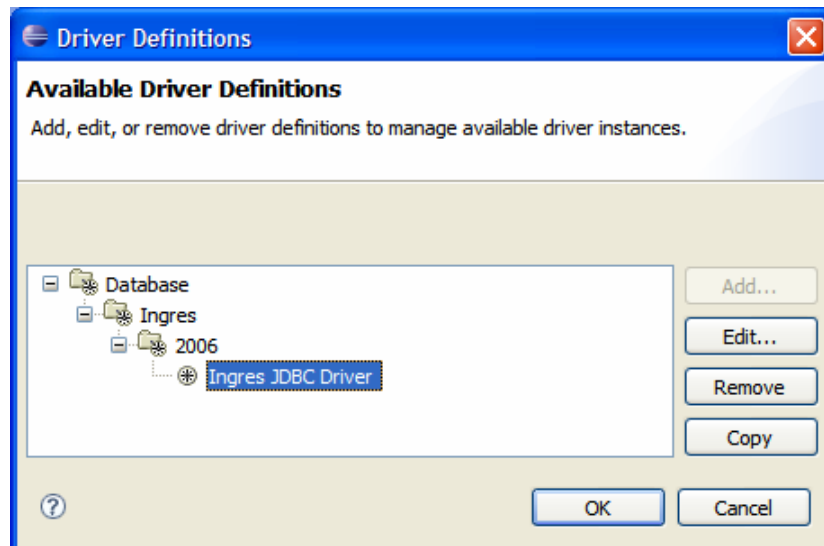 Driver Definitions
Available Driver Definitions
Add, edit, or remove driver definitions to manage available driver instances.
Database
Ingres
2006
Ingres JDBC Driver
Add...
Edit...
Remove
Copy
?
OK
Cancel